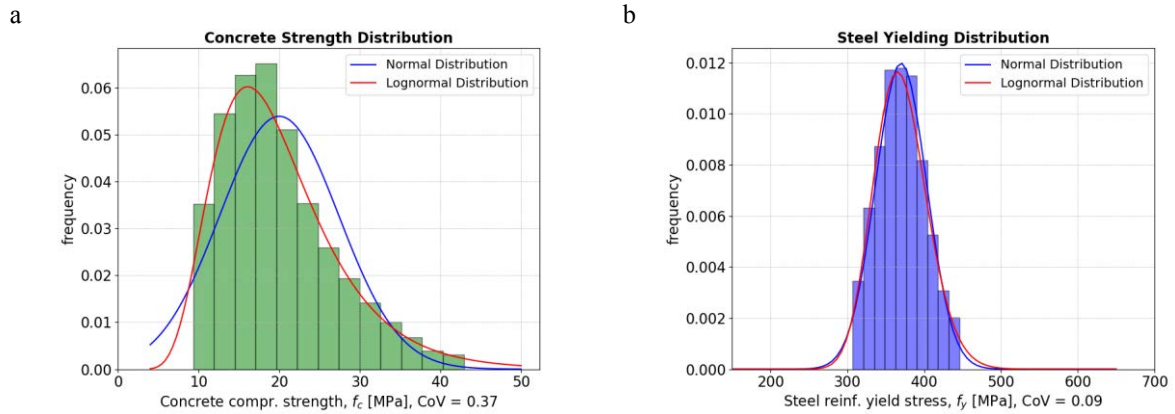 a
Concrete Strength Distribution
Normal Distribution
Lognormal Distribution
frequency
0.06
0.05
0.04
0.03
0.02
0.01
0.00
0 10 20 30 40 50
Concrete compr. strength, f_c [MPa], CoV = 0.37
b
Steel Yielding Distribution
Normal Distribution
Lognormal Distribution
frequency
0.012
0.010
0.008
0.006
0.004
0.002
0.000
200 300 400 500 600 700
Steel reinf. yield stress, f_y [MPa], CoV = 0.09